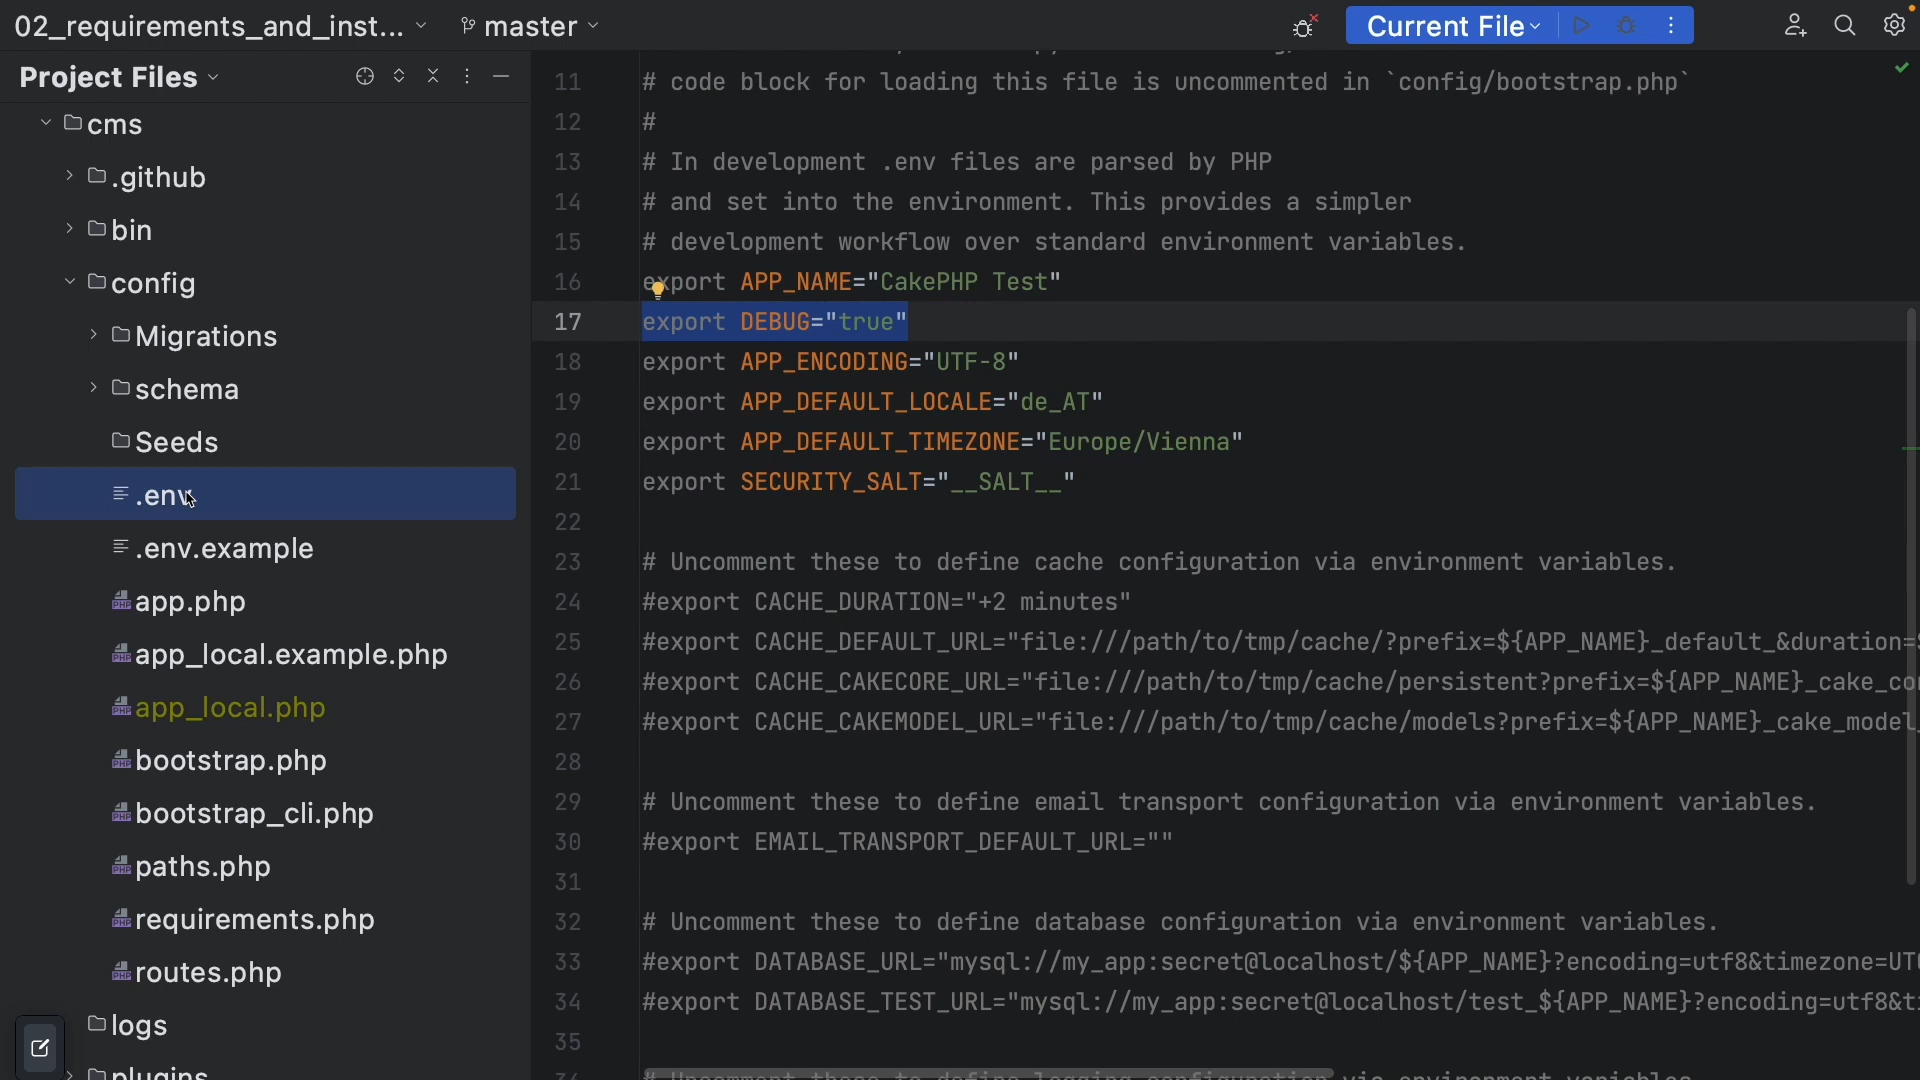 02_requirements_and_inst...
master
Current File
Project Files
cms
.github
bin
config
Migrations
schema
Seeds
.env
.env.example
app.php
app_local.example.php
app_local.php
bootstrap.php
bootstrap_cli.php
paths.php
requirements.php
routes.php
logs
plugins
11 # code block for loading this file is uncommented in `config/bootstrap.php`
12 #
13 # In development .env files are parsed by PHP
14 # and set into the environment. This provides a simpler
15 # development workflow over standard environment variables.
16 export APP_NAME="CakePHP Test"
17 export DEBUG="true"
18 export APP_ENCODING="UTF-8"
19 export APP_DEFAULT_LOCALE="de_AT"
20 export APP_DEFAULT_TIMEZONE="Europe/Vienna"
21 export SECURITY_SALT="__SALT__"
22
23 # Uncomment these to define cache configuration via environment variables.
24 #export CACHE_DURATION="+2 minutes"
25 #export CACHE_DEFAULT_URL="file:///path/to/tmp/cache/?prefix=${APP_NAME}_default_&duration=
26 #export CACHE_CAKECORE_URL="file:///path/to/tmp/cache/persistent?prefix=${APP_NAME}_cake_co
27 #export CACHE_CAKEMODEL_URL="file:///path/to/tmp/cache/models?prefix=${APP_NAME}_cake_model
28
29 # Uncomment these to define email transport configuration via environment variables.
30 #export EMAIL_TRANSPORT_DEFAULT_URL=""
31
32 # Uncomment these to define database configuration via environment variables.
33 #export DATABASE_URL="mysql://my_app:secret@localhost/${APP_NAME}?encoding=utf8&timezone=UT
34 #export DATABASE_TEST_URL="mysql://my_app:secret@localhost/test_${APP_NAME}?encoding=utf8&t
35
# Uncomment these to define logging configuration via environment variables